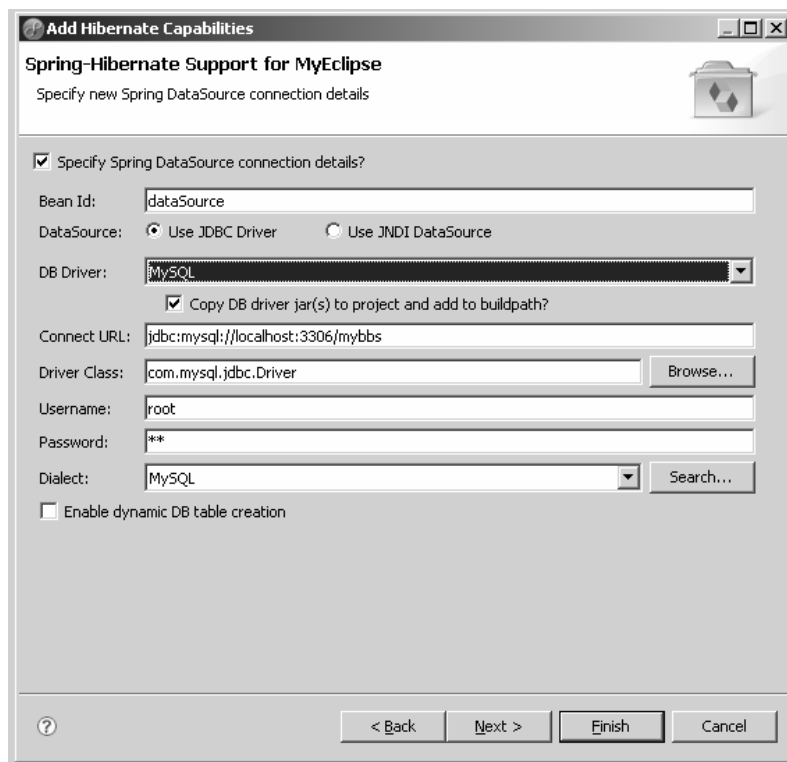 Add Hibernate Capabilities
Spring-Hibernate Support for MyEclipse
Specify new Spring DataSource connection details
Specify Spring DataSource connection details?
Bean Id: dataSource
DataSource: Use JDBC Driver Use JNDI DataSource
DB Driver: MySQL
Copy DB driver jar(s) to project and add to buildpath?
Connect URL: jdbc:mysql://localhost:3306/mybbs
Driver Class: com.mysql.jdbc.Driver Browse...
Username: root
Password: **
Dialect: MySQL Search...
Enable dynamic DB table creation
? < Back Next > Finish Cancel